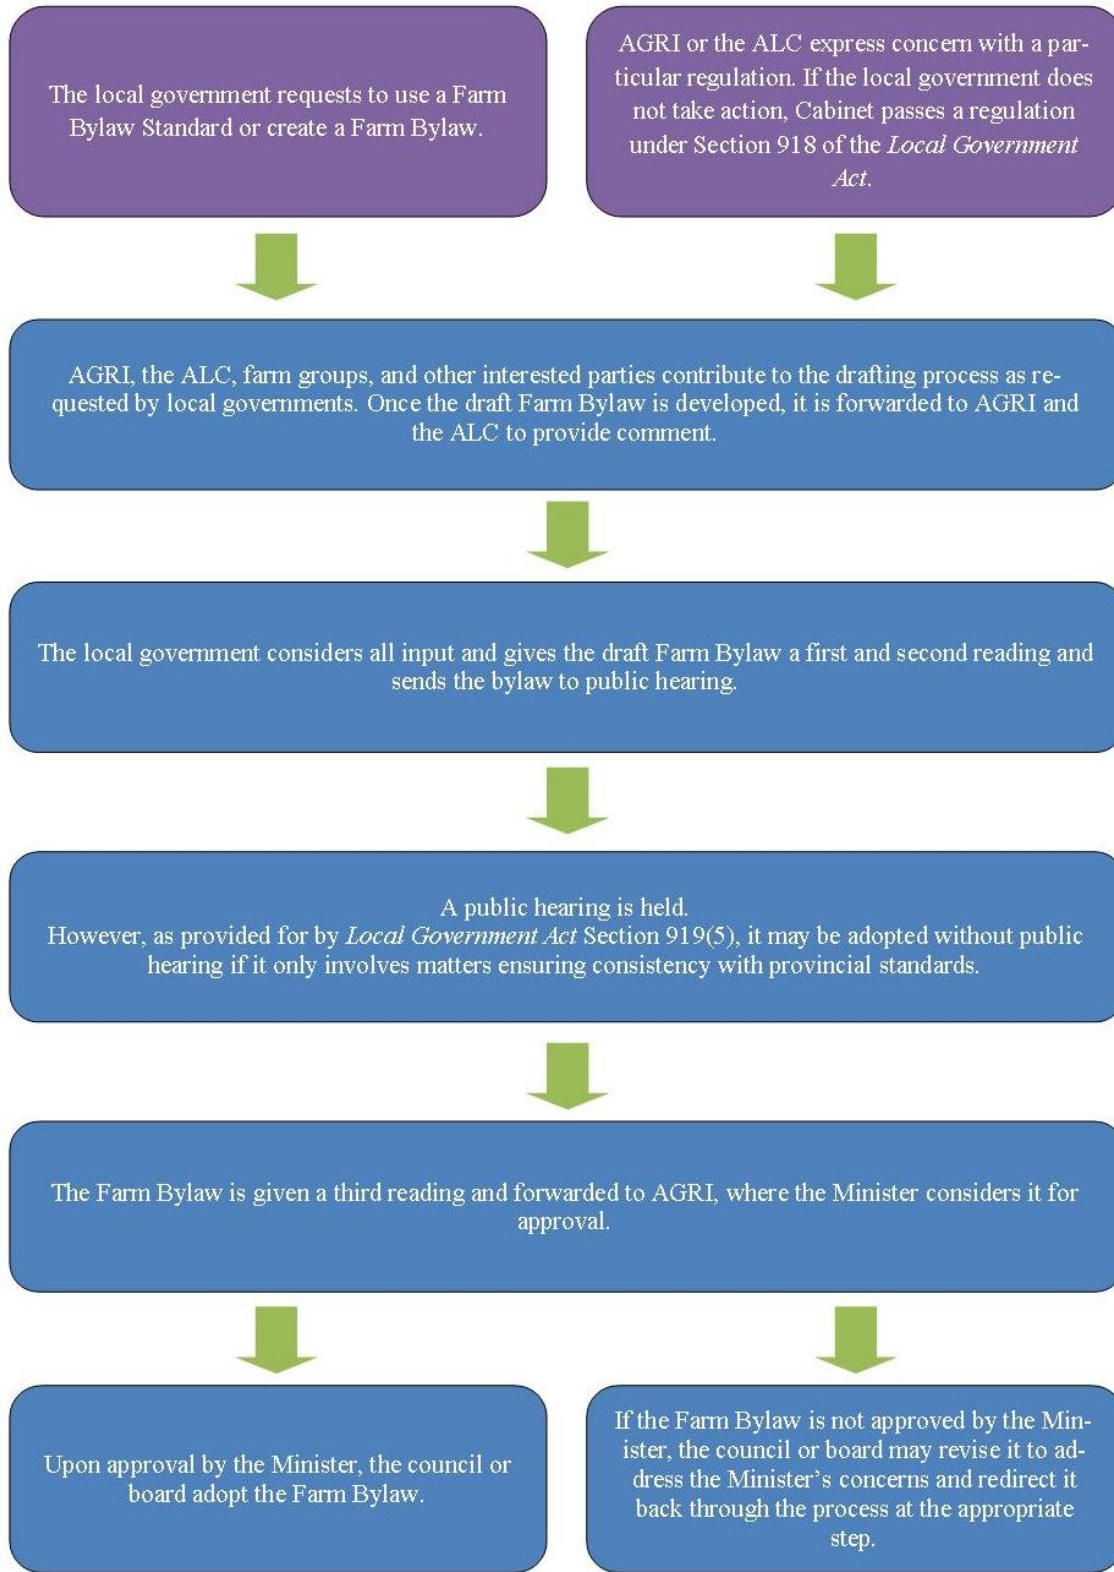 The local government requests to use a Farm
Bylaw Standard or create a Farm Bylaw.
AGRI or the ALC express concern with a par-
ticular regulation. If the local government does
not take action, Cabinet passes a regulation
under Section 918 of the Local Government
Act.
AGRI, the ALC, farm groups, and other interested parties contribute to the drafting process as re-
quested by local governments. Once the draft Farm Bylaw is developed, it is forwarded to AGRI and
the ALC to provide comment.
The local government considers all input and gives the draft Farm Bylaw a first and second reading and
sends the bylaw to public hearing.
A public hearing is held.
However, as provided for by Local Government Act Section 919(5), it may be adopted without public
hearing if it only involves matters ensuring consistency with provincial standards.
The Farm Bylaw is given a third reading and forwarded to AGRI, where the Minister considers it for
approval.
Upon approval by the Minister, the council or
board adopt the Farm Bylaw.
If the Farm Bylaw is not approved by the Min-
ister, the council or board may revise it to ad-
dress the Minister’s concerns and redirect it
back through the process at the appropriate
step.